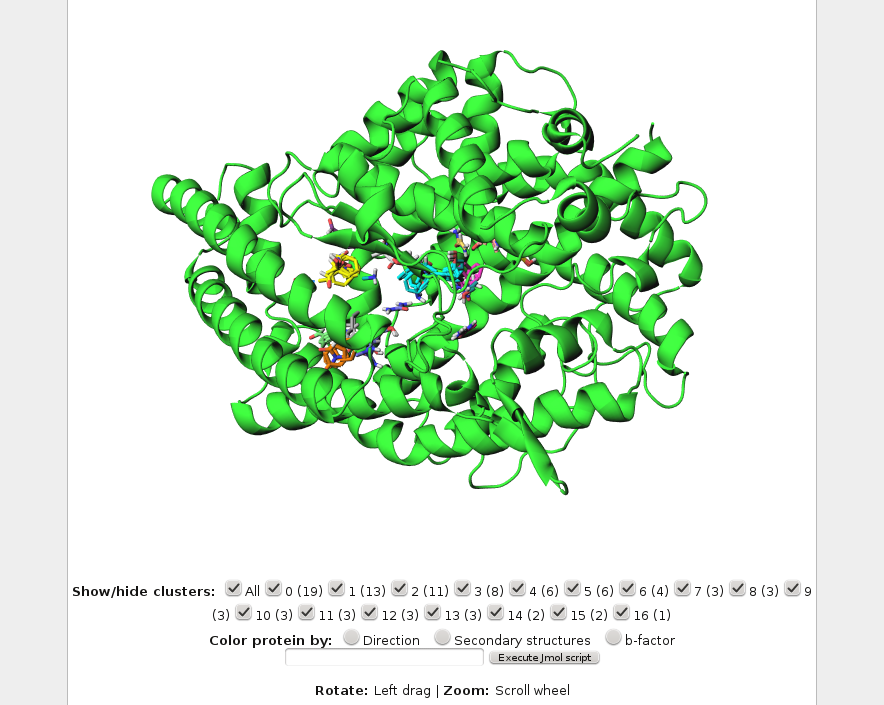 Show/hide clusters: All 0 (19) 1 (13) 2 (11) 3 (8) 4 (6) 5 (6) 6 (4) 7 (3) 8 (3) 9
(3) 10 (3) 11 (3) 12 (3) 13 (3) 14 (2) 15 (2) 16 (1)
Color protein by: Direction Secondary structures b-factor
Execute Jmol script
Rotate: Left drag | Zoom: Scroll wheel